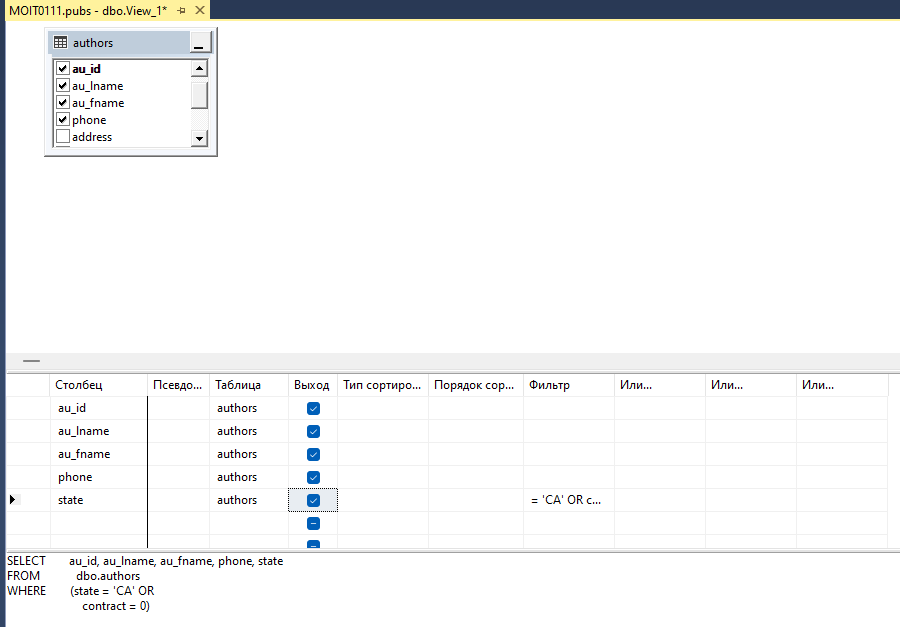 MOIT0111.pubs - dbo.View_1*
authors
au_id
au_lname
au_fname
phone
address
Столбец Псевдо... Таблица Выход Тип сортиро... Порядок сор... Фильтр Или... Или... Или...
au_id authors
au_lname authors
au_fname authors
phone authors
state authors = 'CA' OR c...
SELECT au_id, au_lname, au_fname, phone, state
FROM dbo.authors
WHERE (state = 'CA' OR
contract = 0)